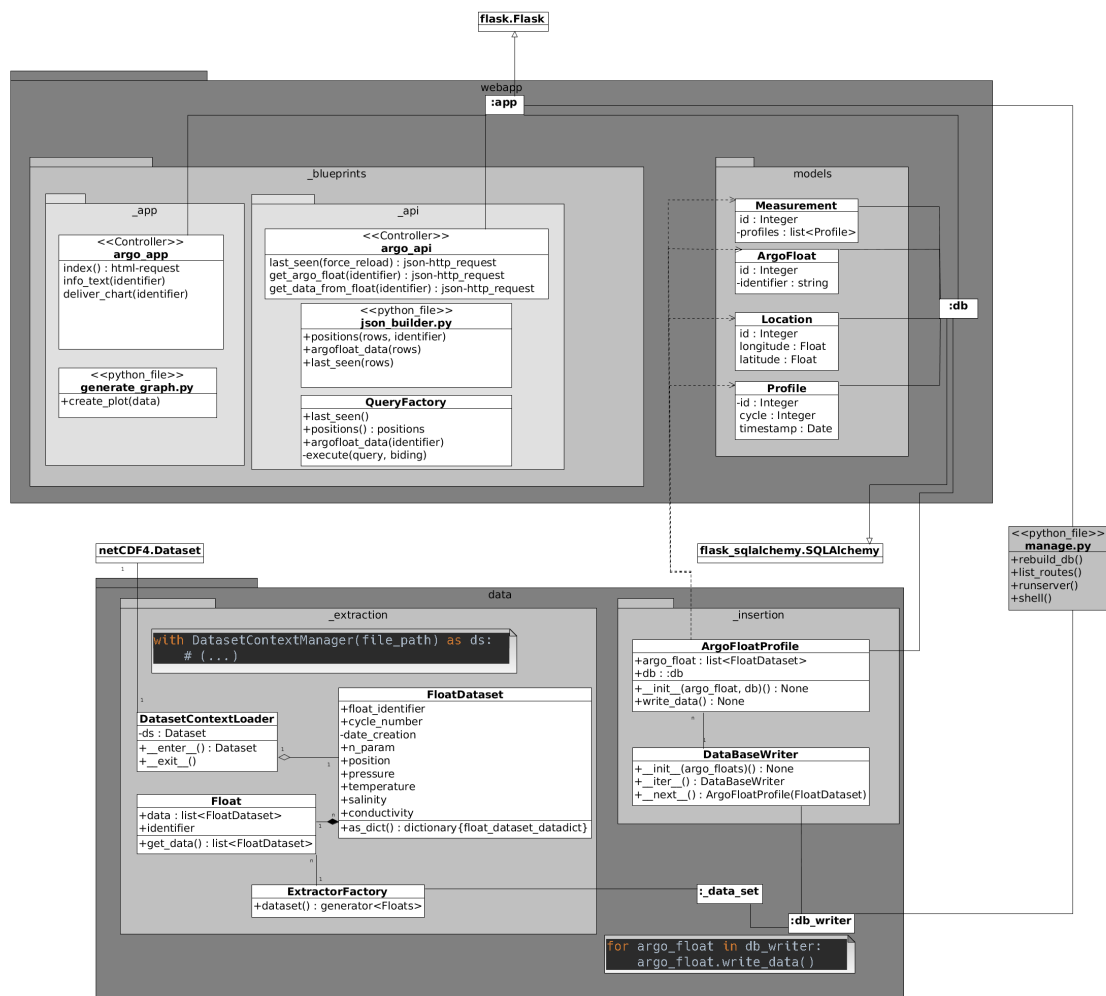 flask.Flask
webapp
:app
_blueprints
_app
<<Controller>>
argo_app
index() : html-request
info_text(identifier)
deliver_chart(identifier)
<<python_file>>
generate_graph.py
+create_plot(data)
_api
<<Controller>>
argo_api
last_seen(force_reload) : json-http_request
get_argo_float(identifier) : json-http_request
get_data_from_float(identifier) : json-http_request
<<python_file>>
json_builder.py
+positions(rows, identifier)
+argofloat_data(rows)
+last_seen(rows)
QueryFactory
+last_seen()
+positions() : positions
+argofloat_data(identifier)
-execute(query, biding)
models
Measurement
id : Integer
-profiles : list<Profile>
ArgoFloat
id : Integer
-identifier : string
Location
id : Integer
longitude : Float
latitude : Float
Profile
-id : Integer
cycle : Integer
timestamp : Date
:db
netCDF4.Dataset
flask_sqlalchemy.SQLAlchemy
<<python_file>>
manage.py
+rebuild_db()
+list_routes()
+runserver()
+shell()
data
_extraction
with DatasetContextManager(file_path) as ds:
# (...)
1
1
DatasetContextLoader
-ds : Dataset
+__enter__() : Dataset
+__exit__()
1
1
FloatDataset
+float_identifier
+cycle_number
-date_creation
+n_param
+position
+pressure
+temperature
+salinity
+conductivity
+as_dict() : dictionary{float_dataset_datadict}
Float
+data : list<FloatDataset>
+identifier
+get_data() : list<FloatDataset>
n
1
n
1
ExtractorFactory
+dataset() : generator<Floats>
_insertion
ArgoFloatProfile
+argo_float : list<FloatDataset>
+db : :db
+__init__(argo_float, db)() : None
+write_data() : None
n
1
DataBaseWriter
+__init__(argo_floats)() : None
+__iter__() : DataBaseWriter
+__next__() : ArgoFloatProfile(FloatDataset)
:_data_set
:db_writer
for argo_float in db_writer:
argo_float.write_data()